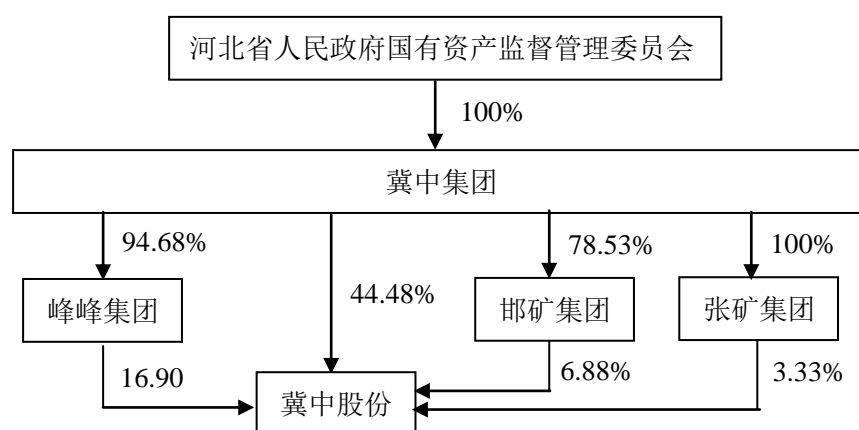 河北省人民政府国有资产监督管理委员会
100%
冀中集团
94.68%
44.48%
78.53%
100%
峰峰集团
邯矿集团
张矿集团
16.90
6.88%
3.33%
冀中股份